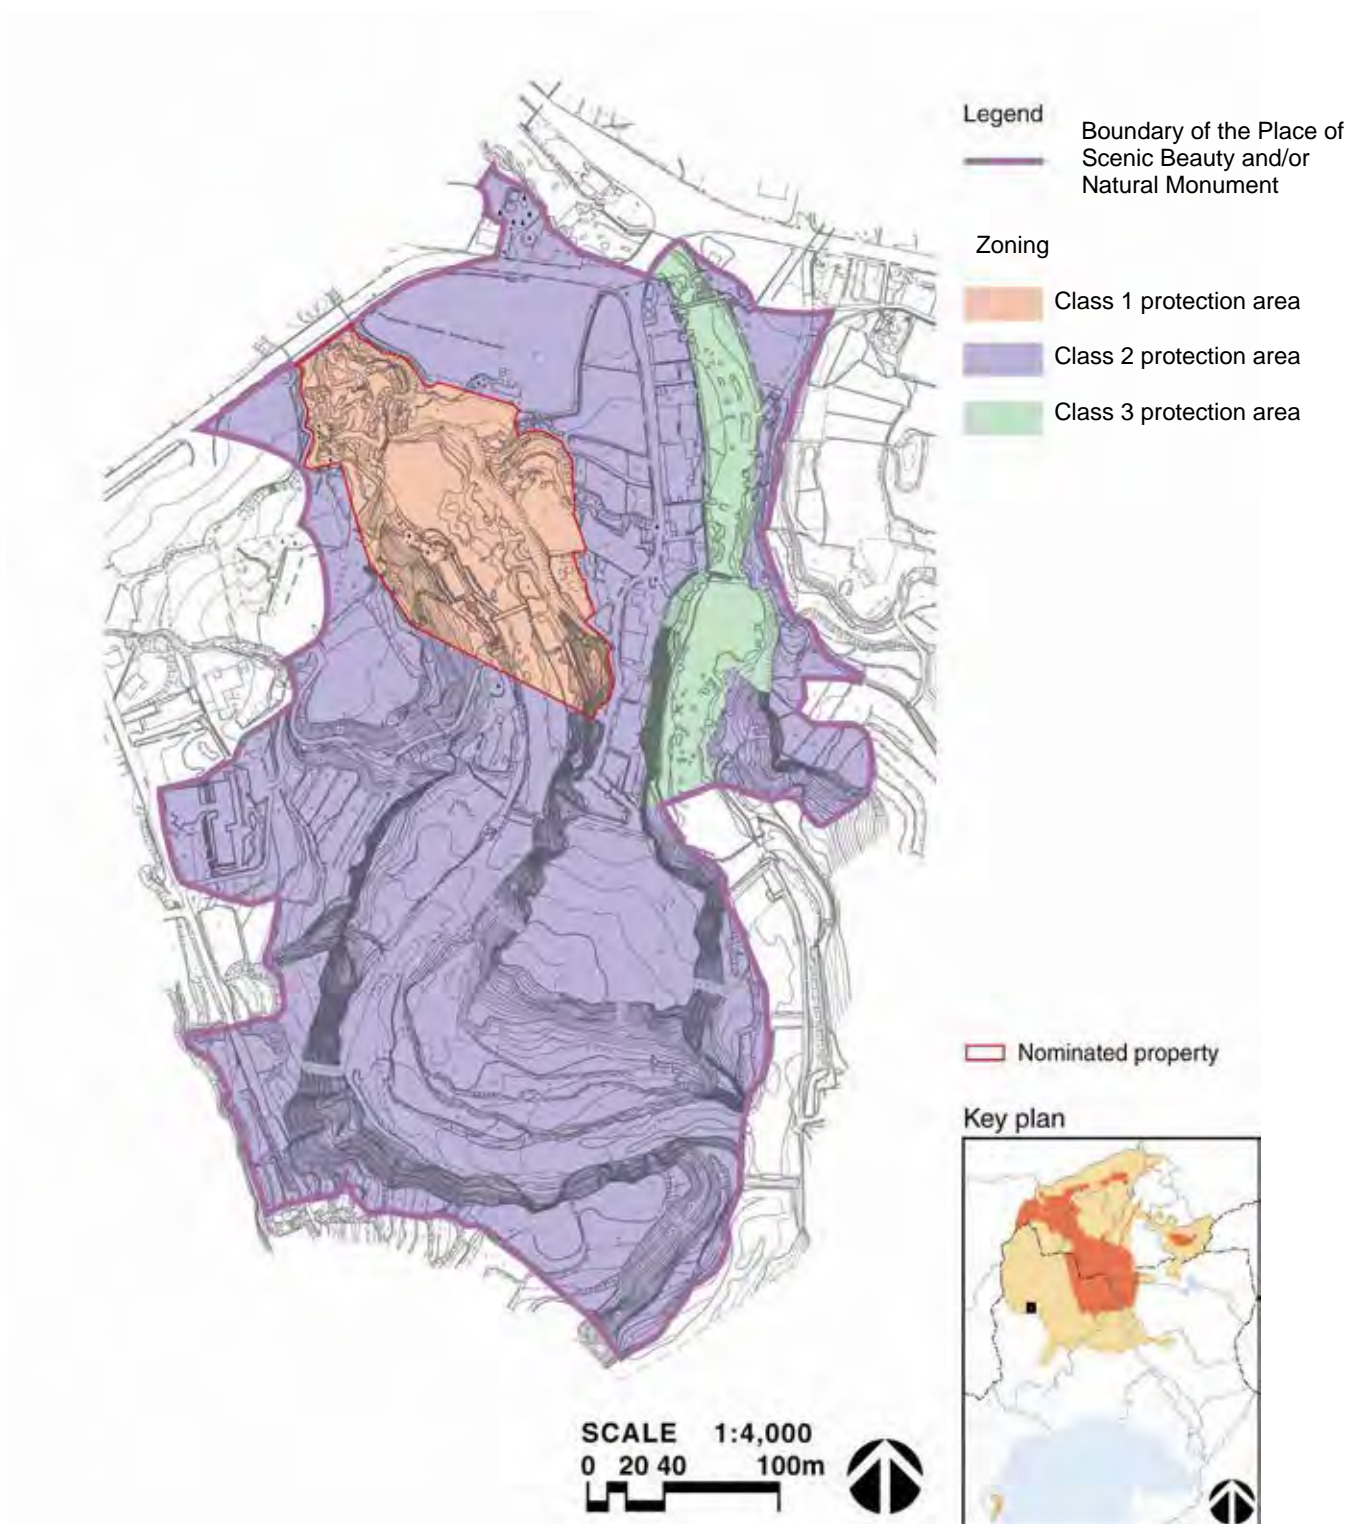 Legend
Boundary of the Place of
Scenic Beauty and/or
Natural Monument
Zoning
Class 1 protection area
Class 2 protection area
Class 3 protection area
Nominated property
Key plan
SCALE 1:4,000
0 20 40 100m